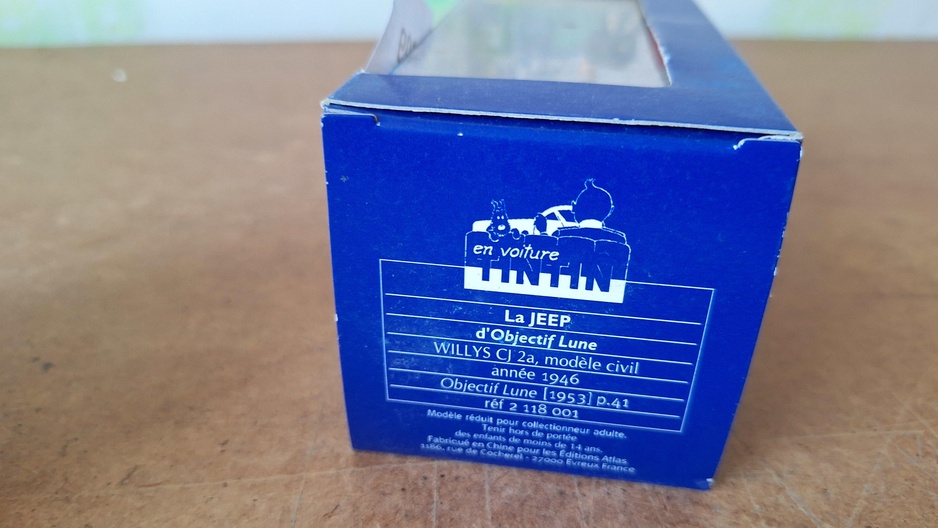 en voiture
TINTIN
La JEEP
d'Objectif Lune
WILLYS CJ 2a, modèle civil
année 1946
Objectif Lune [1953] p.41
réf 2 118 001
Modèle réduit pour collectionneur adulte.
Tenir hors de portée
des enfants de moins de 14 ans.
Fabriqué en Chine pour les Éditions Atlas
1186, rue de Cocherel - 27000 Évreux France